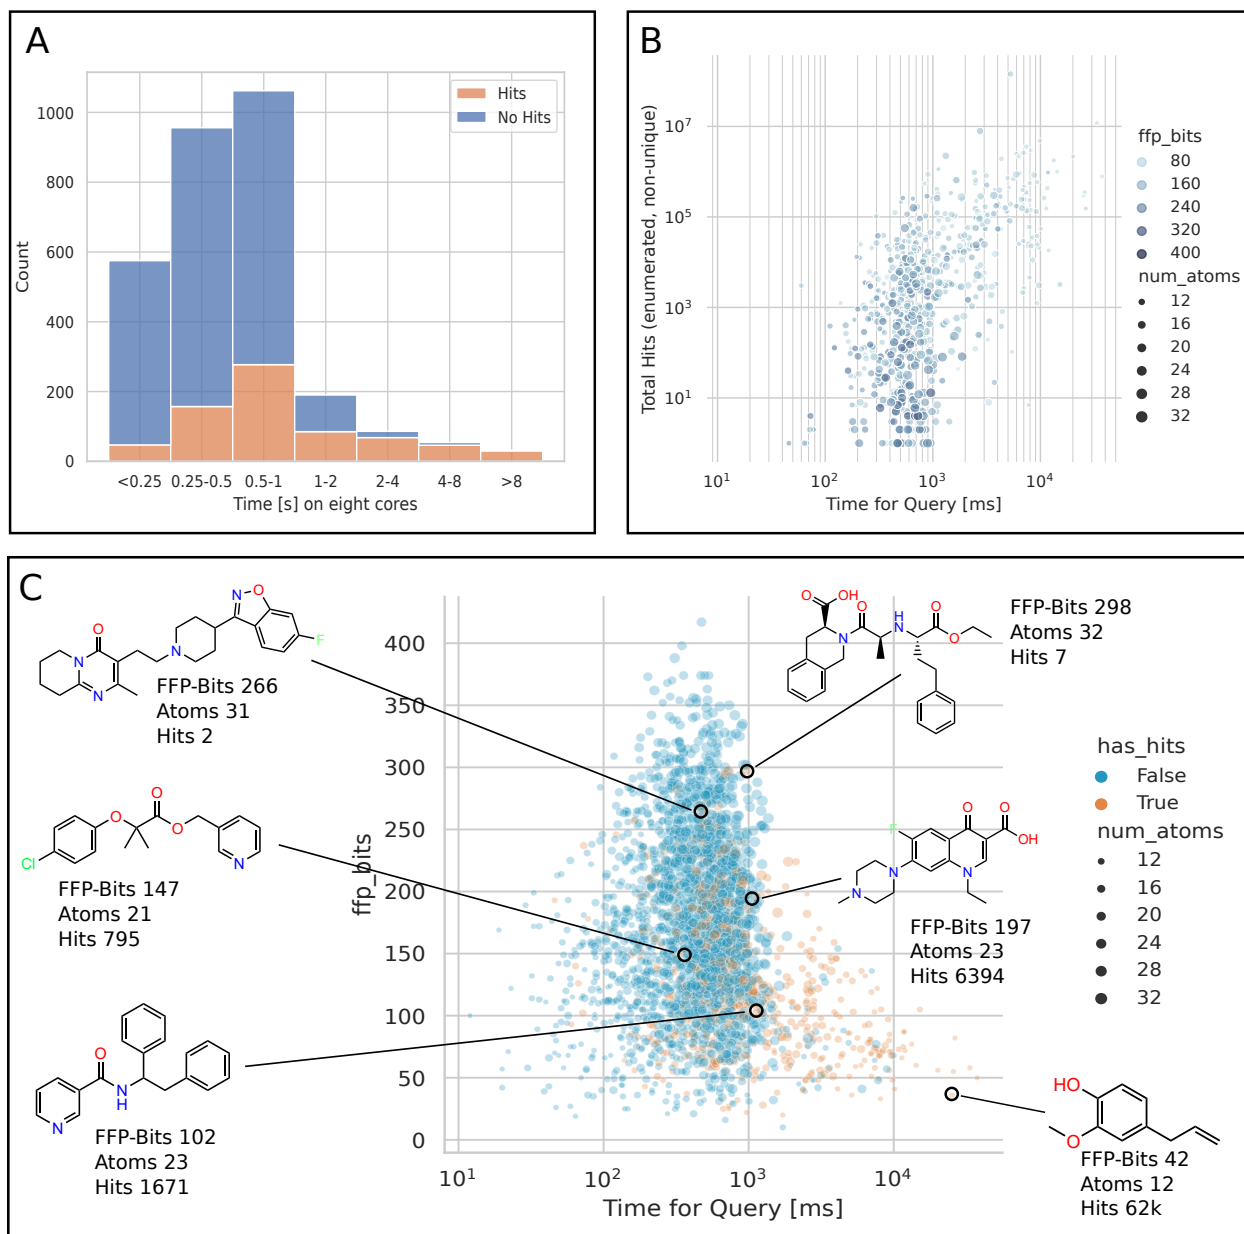 A
1000
800
600
400
200
0
Count
Hits
No Hits
<0.25 0.25-0.5 0.5-1 1-2 2-4 4-8 >8
Time [s] on eight cores
B
Total Hits (enumerated, non-unique)
10⁷
10⁵
10³
10¹
10¹ 10² 10³ 10⁴
Time for Query [ms]
ffp_bits
80
160
240
320
400
num_atoms
12
16
20
24
28
32
C
N O
F
O
N
N
N
FFP-Bits 266
Atoms 31
Hits 2
O
O
O
Cl
N
FFP-Bits 147
Atoms 21
Hits 795
O
N
H
N
FFP-Bits 102
Atoms 23
Hits 1671
400
350
300
250
200
150
100
50
0
ffp_bits
10¹ 10² 10³ 10⁴
Time for Query [ms]
O OH
O
H
N
O
N
O
FFP-Bits 298
Atoms 32
Hits 7
has_hits
False
True
num_atoms
12
16
20
24
28
32
O O
F
OH
N
N
N
FFP-Bits 197
Atoms 23
Hits 6394
HO
O
FFP-Bits 42
Atoms 12
Hits 62k